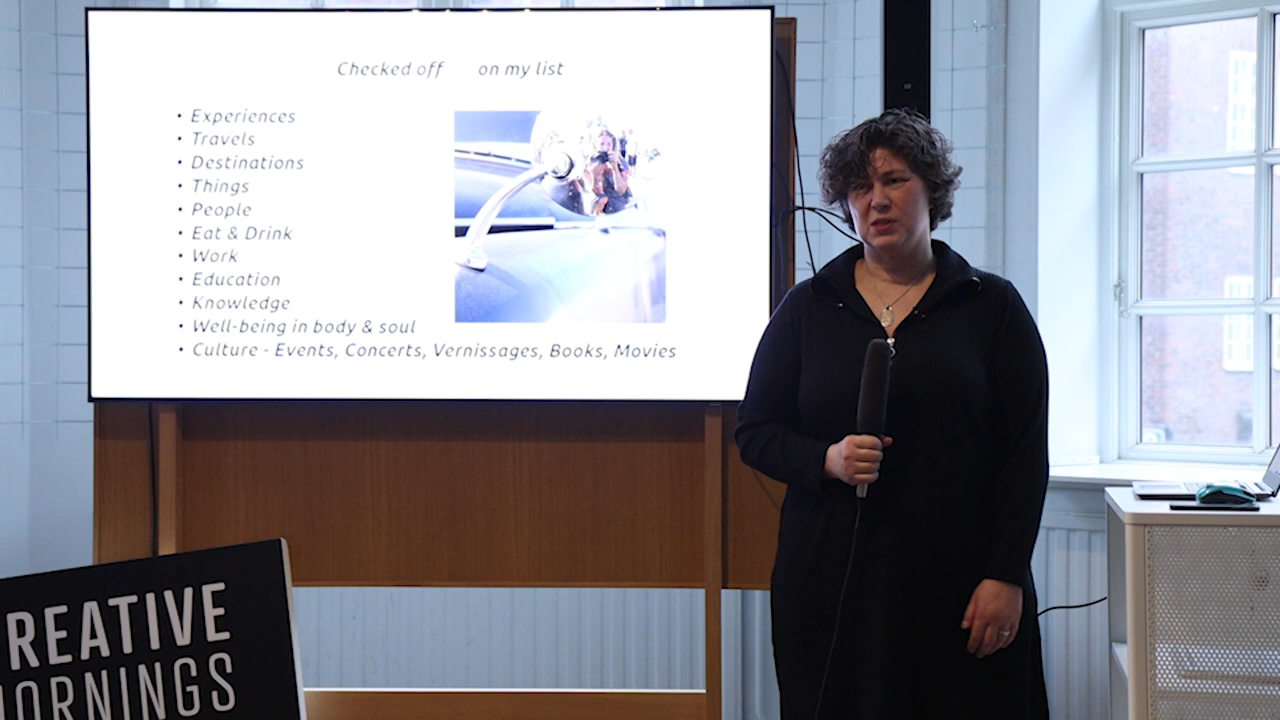 Checked off on my list
• Experiences
• Travels
• Destinations
• Things
• People
• Eat & Drink
• Work
• Education
• Knowledge
• Well-being in body & soul
• Culture - Events, Concerts, Vernissages, Books, Movies
REATIVE
ORNINGS